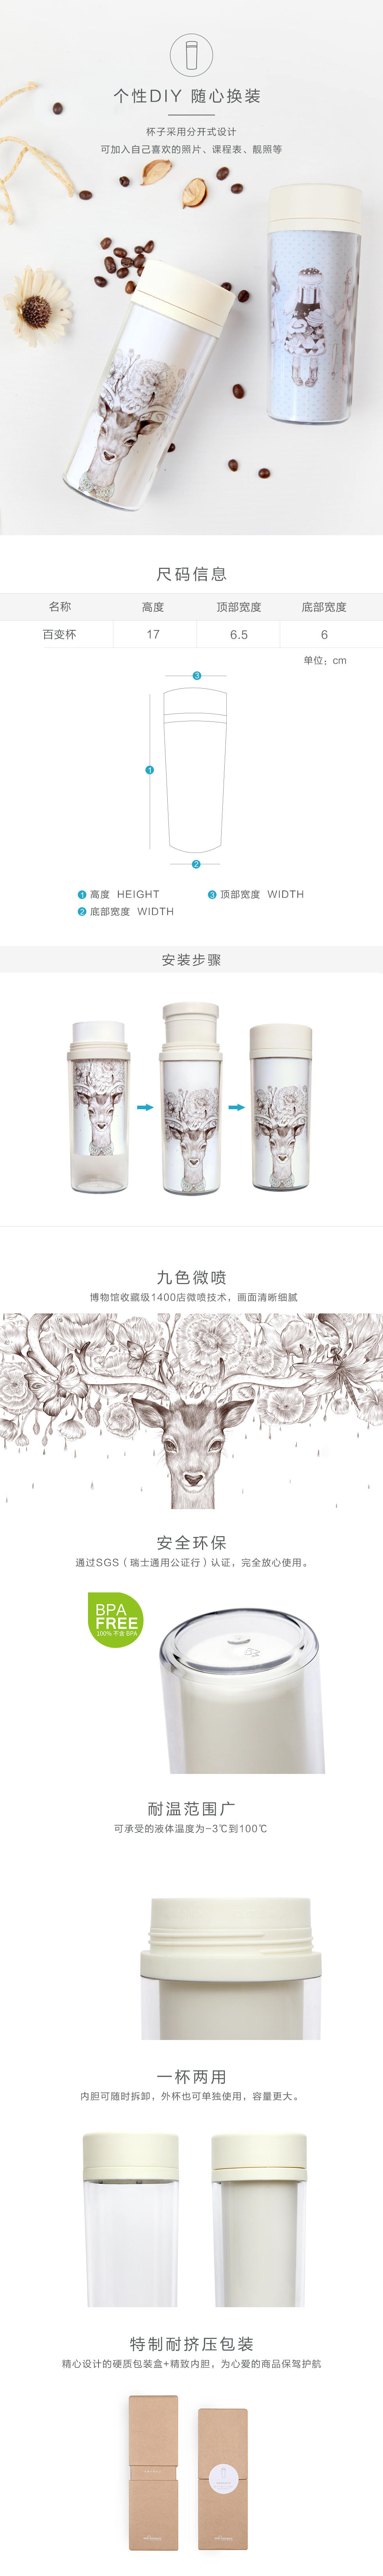 个性DIY 随心换装
杯子采用分开式设计
可加入自己喜欢的照片、课程表、靓照等
尺码信息
名称 高度 顶部宽度 底部宽度
百变杯 17 6.5 6
单位：cm
3
1
2
1 高度 HEIGHT 3 顶部宽度 WIDTH
2 底部宽度 WIDTH
安装步骤
九色微喷
博物馆收藏级1400店微喷技术，画面清晰细腻
安全环保
通过SGS（瑞士通用公证行）认证，完全放心使用。
BPA
FREE
100% 不含 BPA
耐温范围广
可承受的液体温度为-3℃到100℃
一杯两用
内胆可随时拆卸，外杯也可单独使用，容量更大。
特制耐挤压包装
精心设计的硬质包装盒+精致内胆，为心爱的商品保驾护航